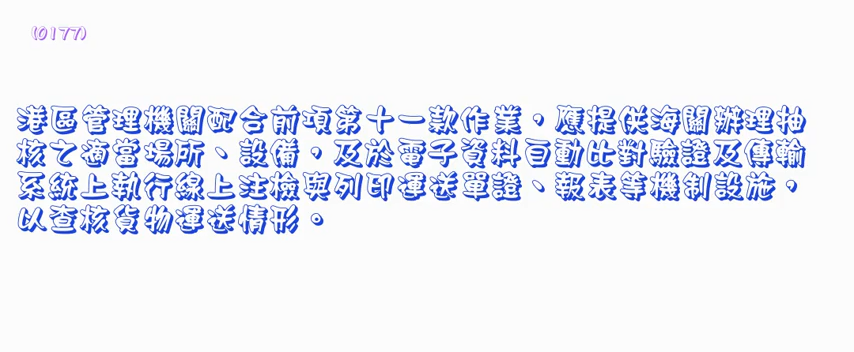 (0177)
港區管理機關配合前項第十一款作業，應提供海關辦理抽
核之適當場所、設備，及於電子資料自動比對驗證及傳輸
系統上執行線上注檢與列印運送單證、報表等機制設施，
以查核貨物運送情形。